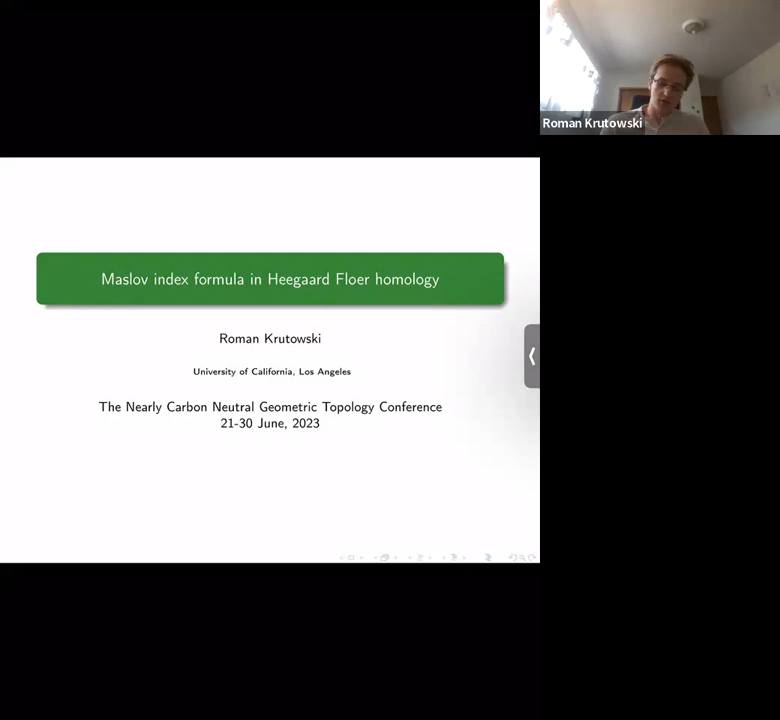 Roman Krutowski
Maslov index formula in Heegaard Floer homology
Roman Krutowski
University of California, Los Angeles
The Nearly Carbon Neutral Geometric Topology Conference
21-30 June, 2023